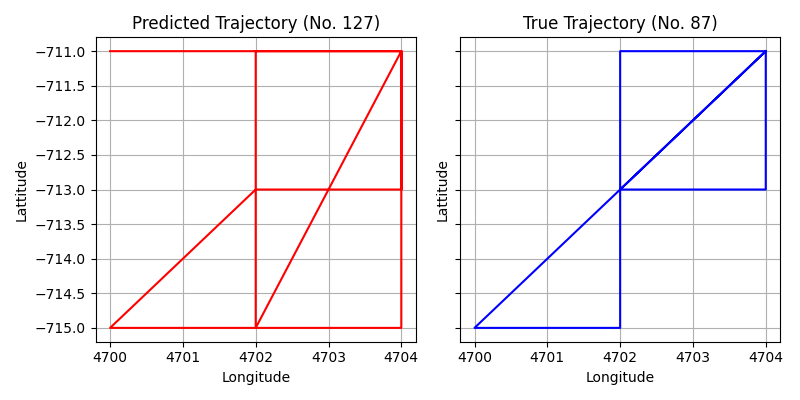 Predicted Trajectory (No. 127)
True Trajectory (No. 87)
−711.0
−711.5
−712.0
−712.5
−713.0
−713.5
−714.0
−714.5
−715.0
Lattitude
Lattitude
4700 4701 4702 4703 4704
4700 4701 4702 4703 4704
Longitude
Longitude